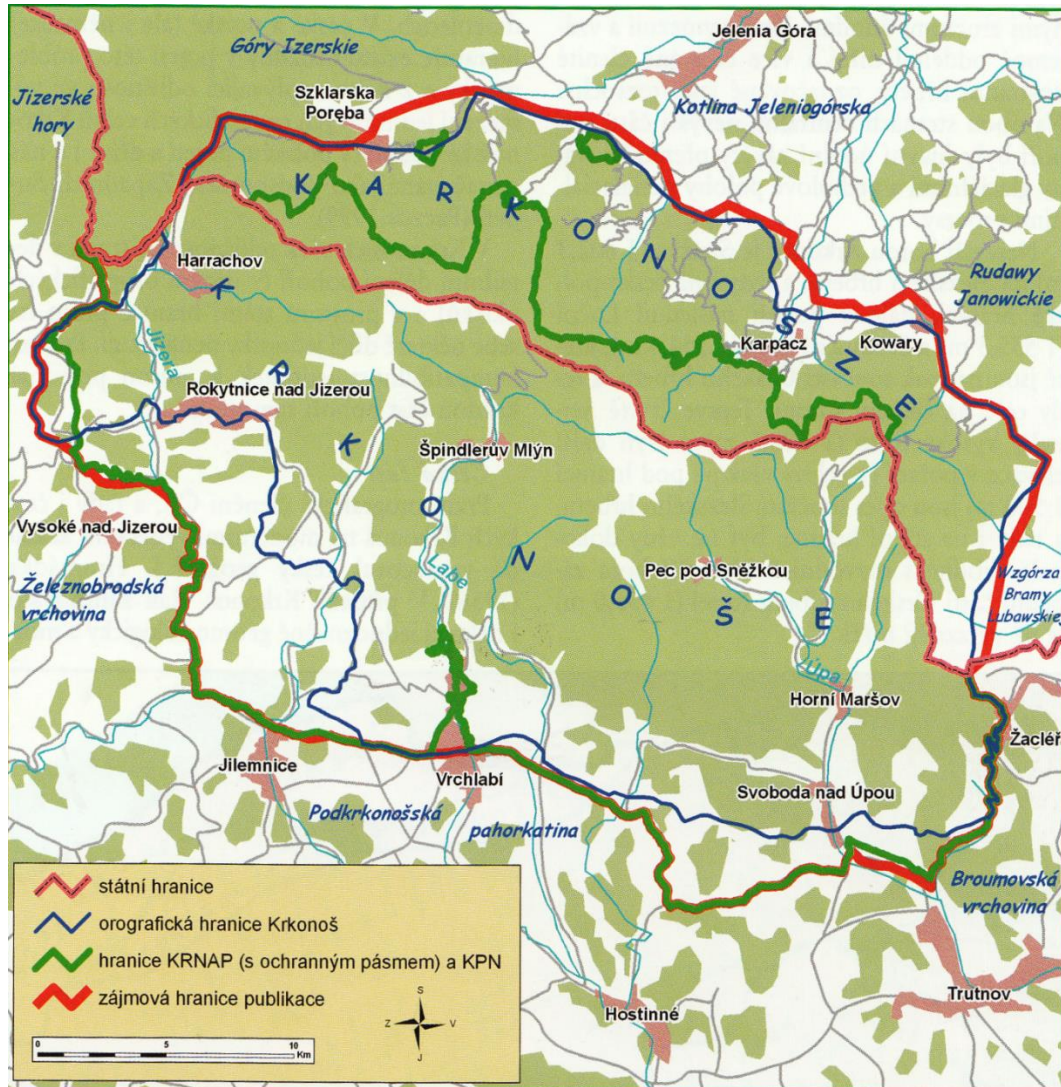 Góry Izerskie
Jelenia Góra
Jizerské
hory
Szklarska
Poręba
Kotlina Jeleniogórska
KARKONOSZE
Harrachov
Rudawy
Janowickie
Jizera
Karpacz
Kowary
Rokytnice nad Jizerou
KRKONOŠE
Špindlerův Mlýn
Vysoké nad Jizerou
Labe
Pec pod Sněžkou
Železnobrodská
vrchovina
Wzgórza
Bramy
Lubawskiej
Úpa
Horní Maršov
Žacléř
Jilemnice
Vrchlabí
Svoboda nad Úpou
Podkrkonošská
pahorkatina
Broumovská
vrchovina
Trutnov
Hostinné
státní hranice
orografická hranice Krkonoš
hranice KRNAP (s ochranným pásmem) a KPN
zájmová hranice publikace
S
Z V
J
0 5 10
Km